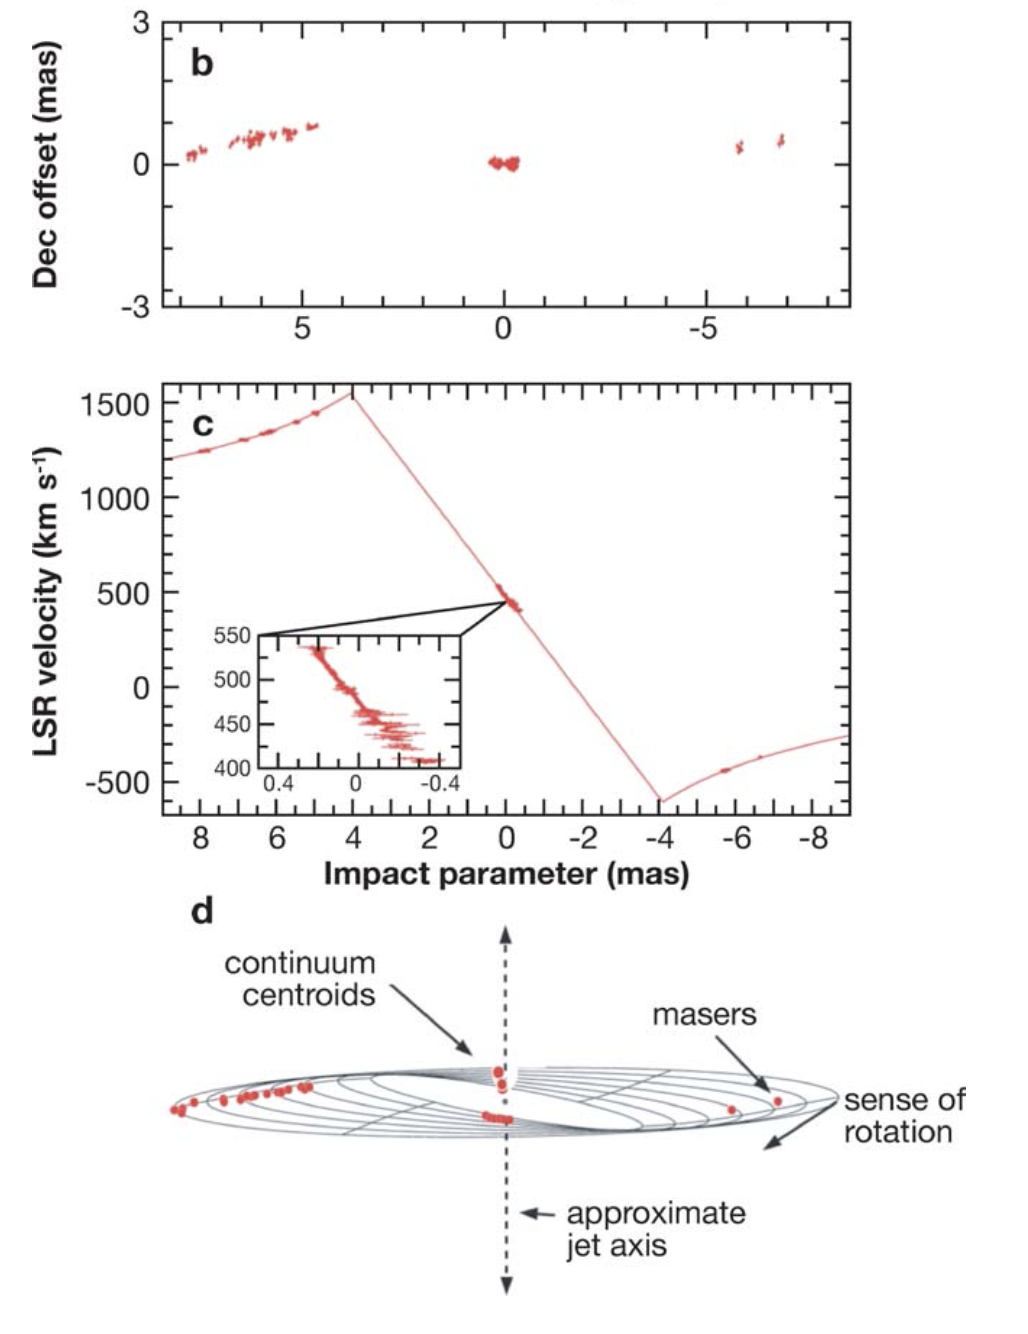 3
b
Dec offset (mas)
0
-3
5 0 -5
1500
c
LSR velocity (km s-1)
1000
500
0
-500
550
500
450
400
0.4 0 -0.4
8 6 4 2 0 -2 -4 -6 -8
Impact parameter (mas)
d
continuum
centroids
masers
sense of
rotation
approximate
jet axis